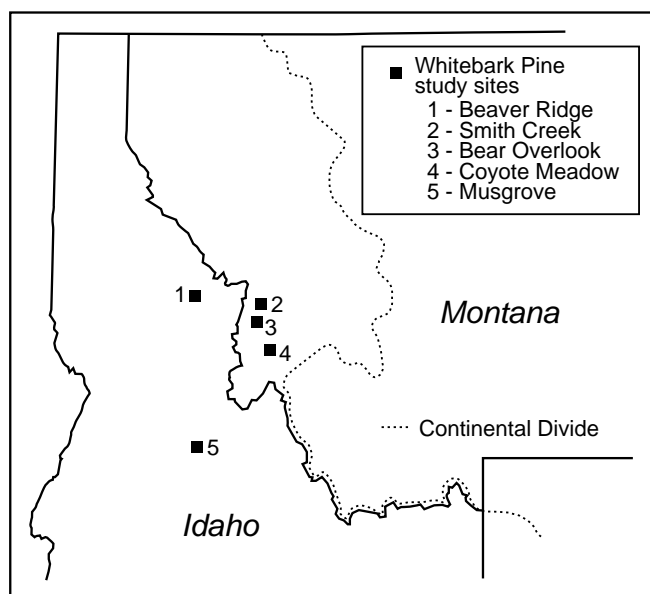 Whitebark Pine
study sites
1 - Beaver Ridge
2 - Smith Creek
3 - Bear Overlook
4 - Coyote Meadow
5 - Musgrove
1
2
3
Montana
4
Continental Divide
5
Idaho